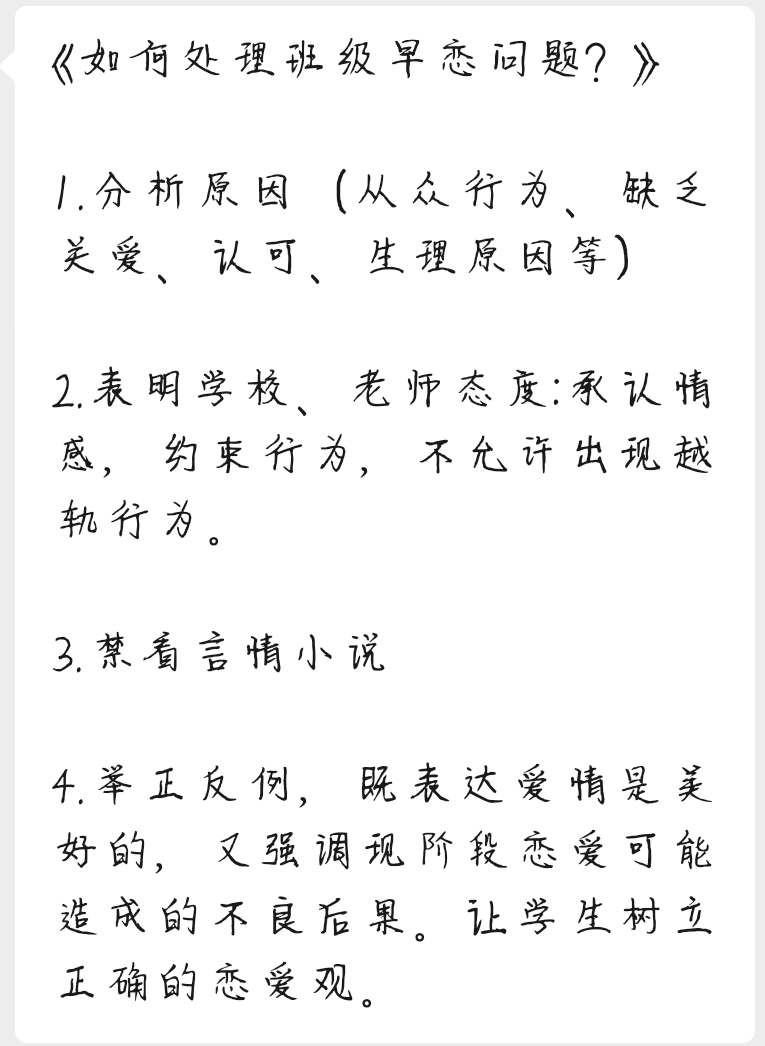 《如何处理班级早恋问题？》
1.分析原因（从众行为、缺乏
关爱、认可、生理原因等）
2.表明学校、老师态度:承认情
感，约束行为，不允许出现越
轨行为。
3.禁看言情小说
4.举正反例，既表达爱情是美
好的，又强调现阶段恋爱可能
造成的不良后果。让学生树立
正确的恋爱观。